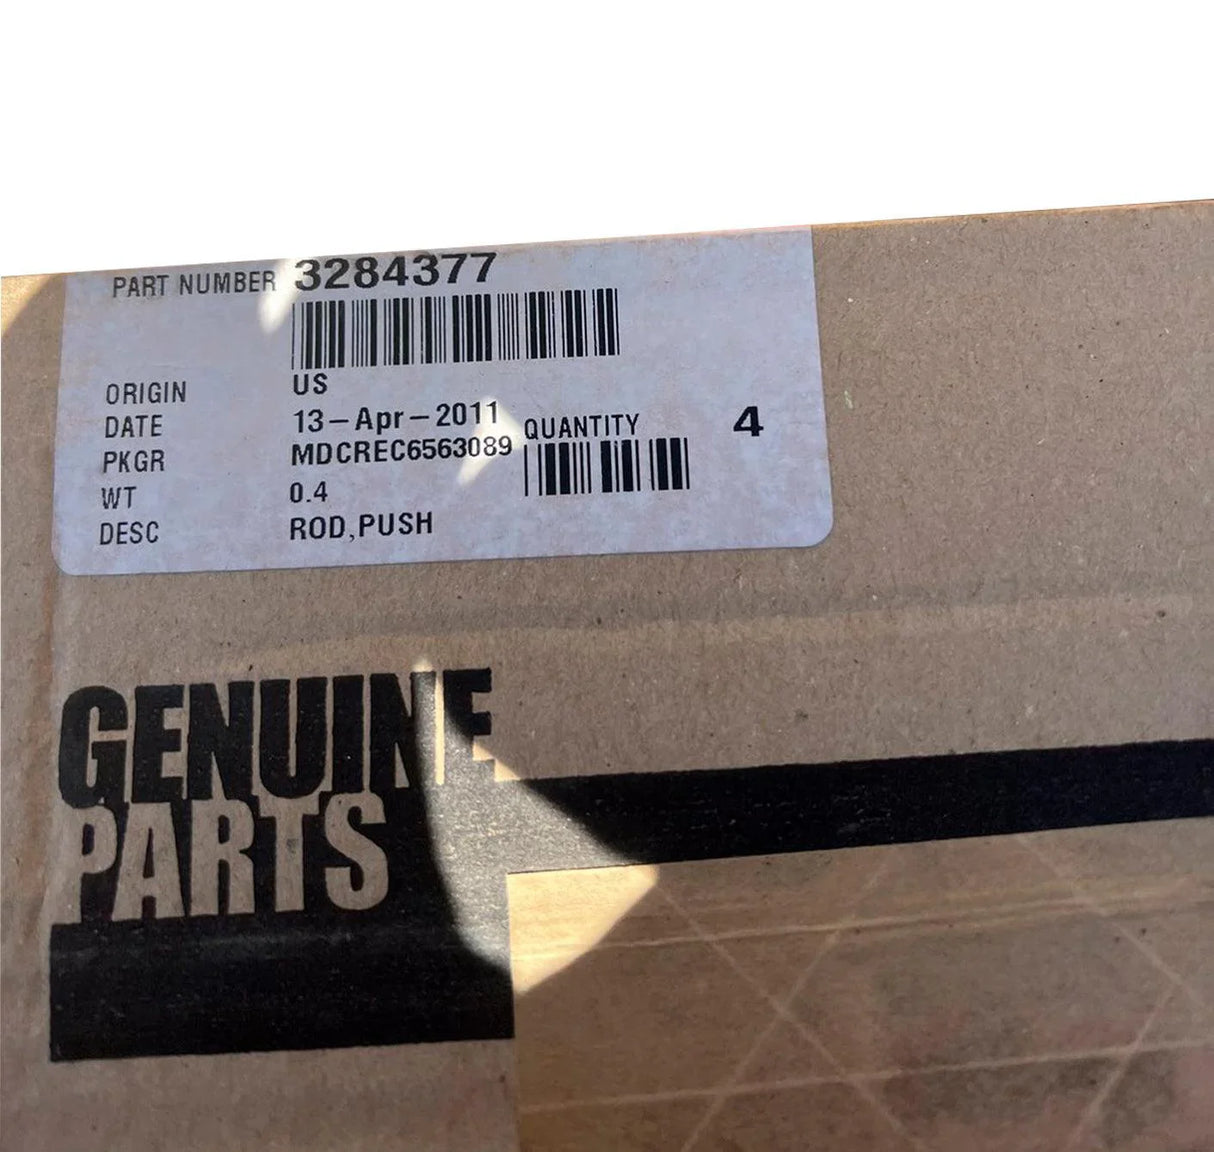 PART NUMBER 3284377
ORIGIN US
DATE 13-Apr-2011 QUANTITY 4
PKGR MDCREC6563089
WT 0.4
DESC ROD,PUSH
GENUINE
PARTS